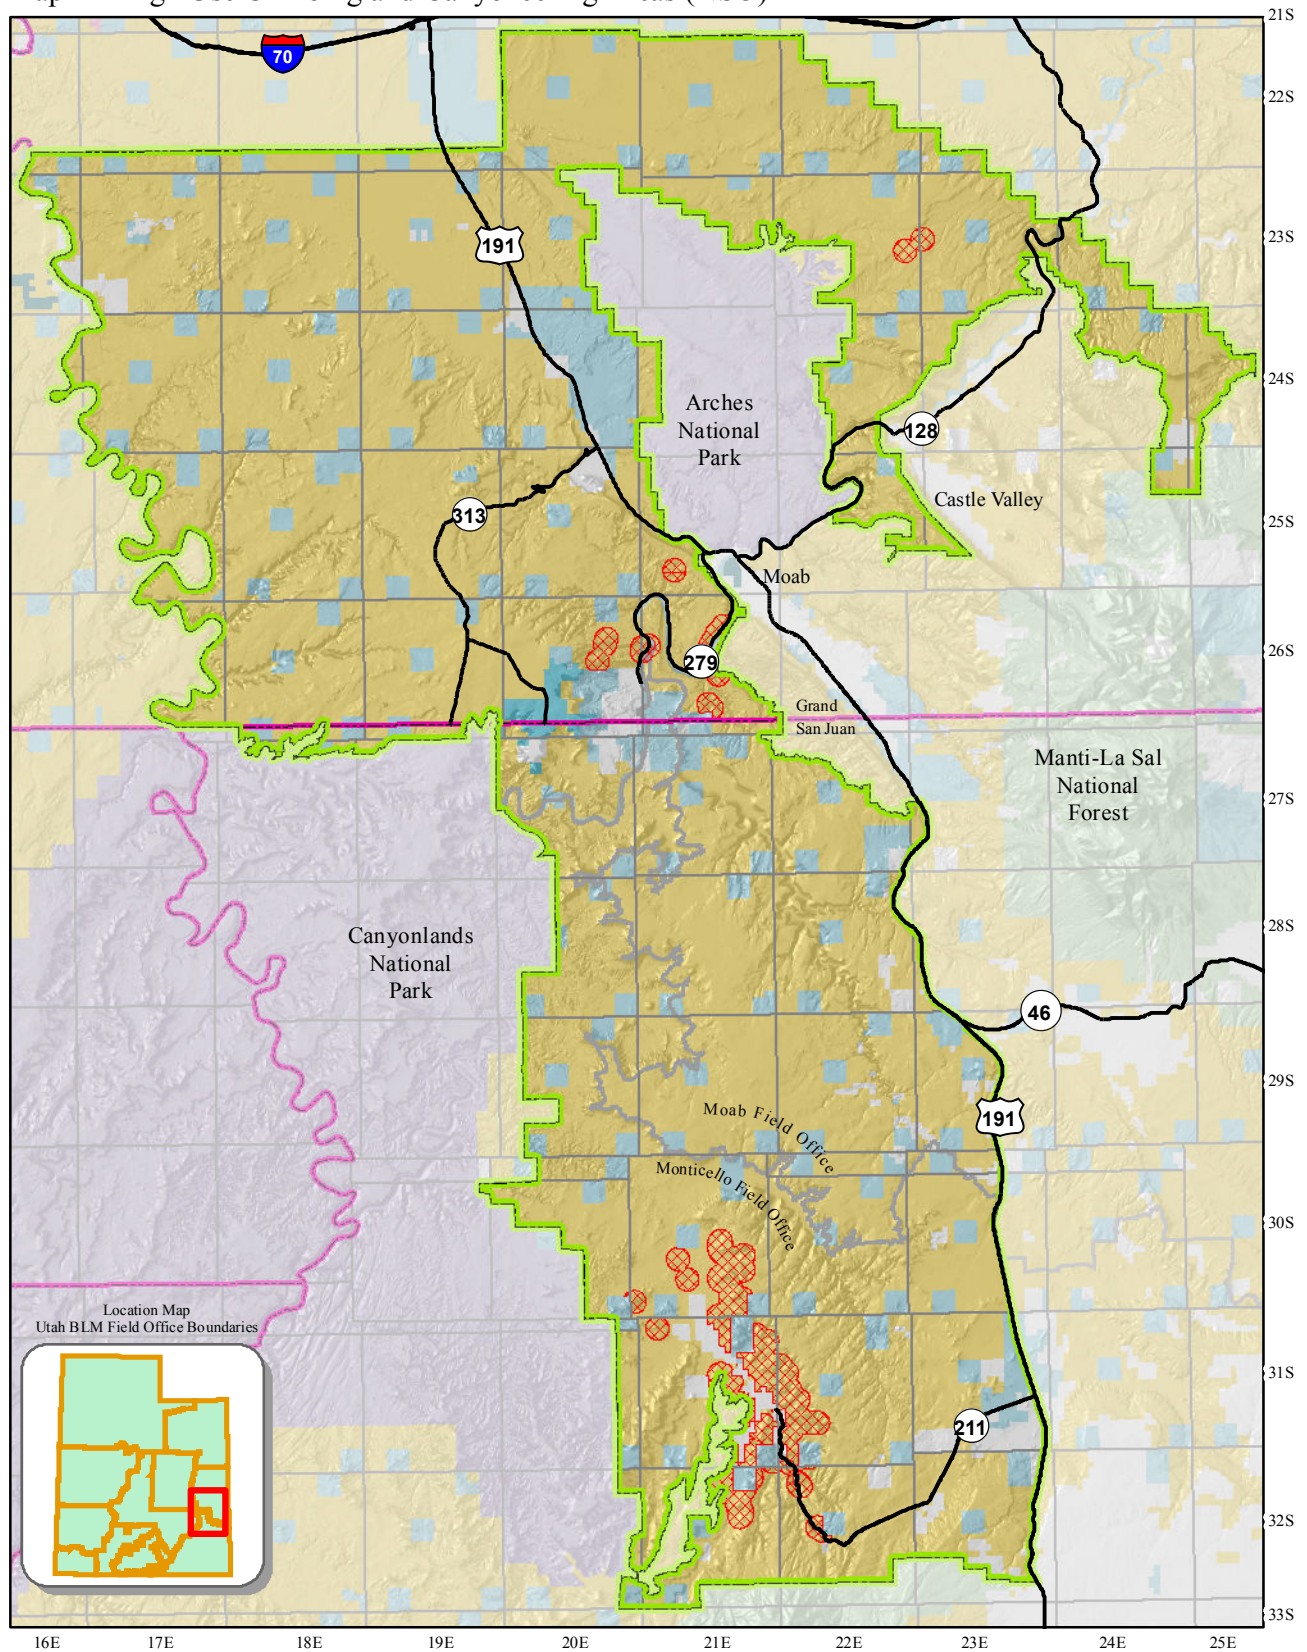 21S
70
22S
191
23S
24S
Arches
National
Park
128
Castle Valley
313
25S
Moab
279
26S
Grand
San Juan
Manti-La Sal
National
Forest
27S
Canyonlands
National
Park
28S
46
29S
191
Moab Field Office
Monticello Field Office
30S
Location Map
Utah BLM Field Office Boundaries
31S
211
32S
33S
16E 17E 18E 19E 20E 21E 22E 23E 24E 25E